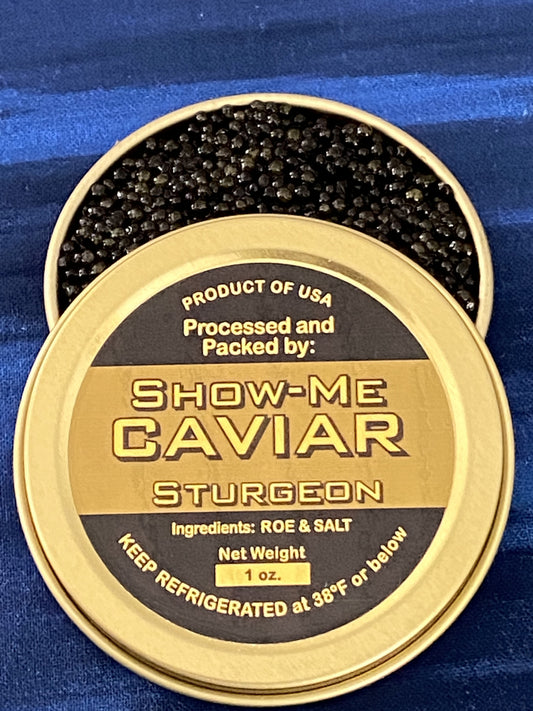 PRODUCT OF USA
Processed and
Packed by:
SHOW-ME
CAVIAR
STURGEON
Ingredients: ROE & SALT
Net Weight
1 oz.
KEEP REFRIGERATED at 38°F or below